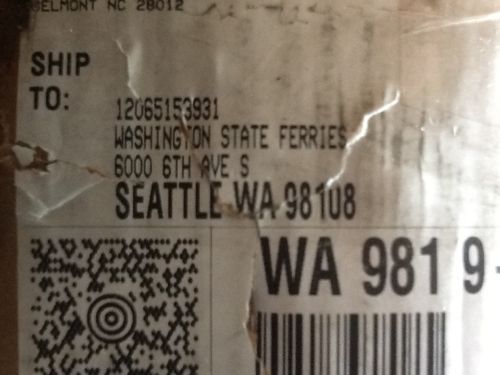 BELMONT NC 28012
SHIP
TO:
12065153931
WASHINGTON STATE FERRIES
6000 6TH AVE S
SEATTLE WA 98108
WA 981 9-